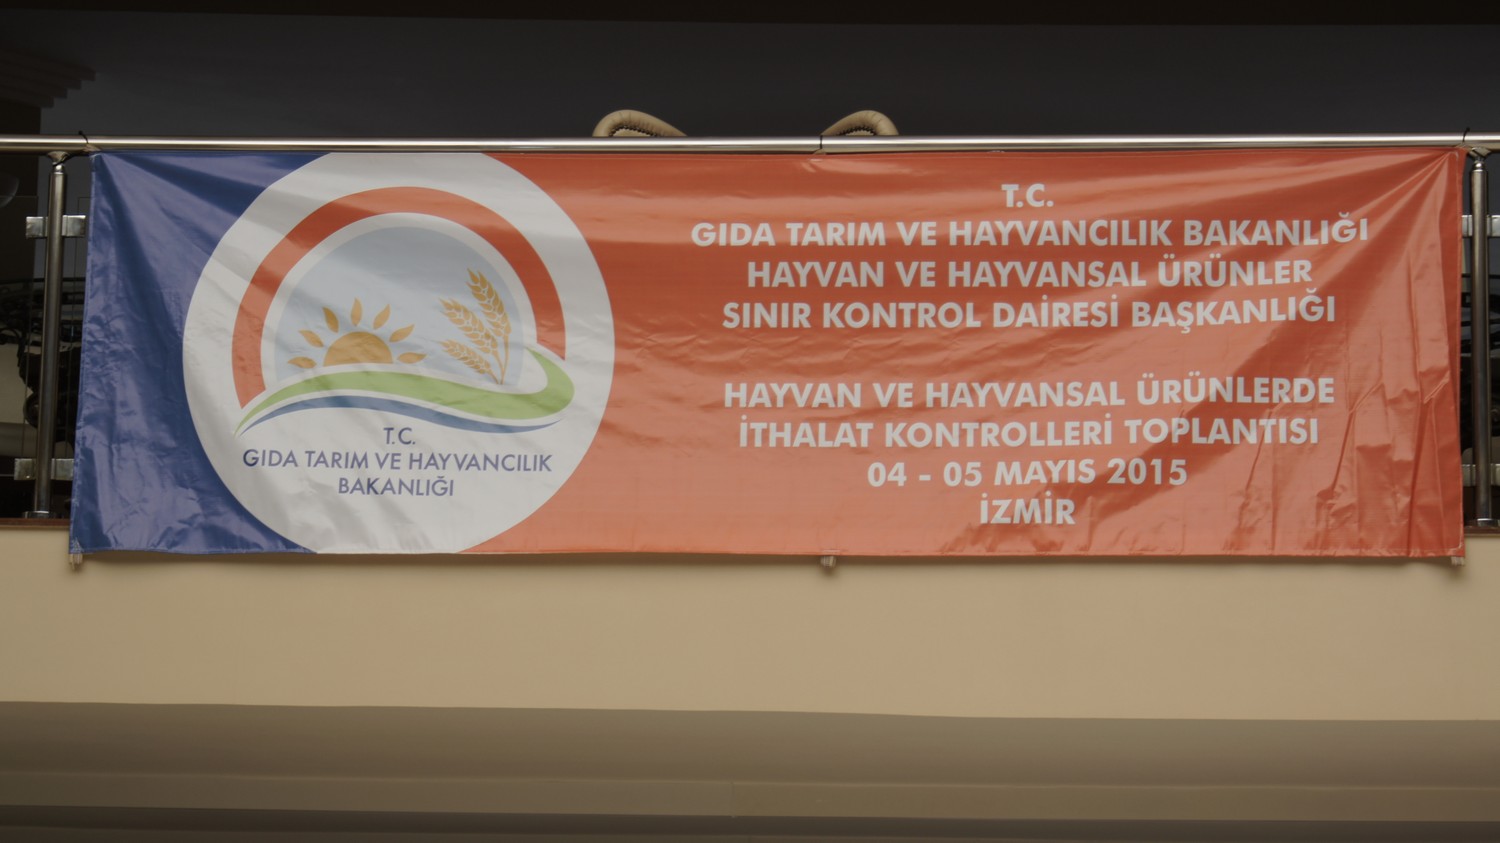 T.C.
GIDA TARIM VE HAYVANCILIK
BAKANLIĞI
T.C.
GIDA TARIM VE HAYVANCILIK BAKANLIĞI
HAYVAN VE HAYVANSAL ÜRÜNLER
SINIR KONTROL DAİRESİ BAŞKANLIĞI
HAYVAN VE HAYVANSAL ÜRÜNLERDE
İTHALAT KONTROLLERİ TOPLANTISI
04 - 05 MAYIS 2015
İZMİR